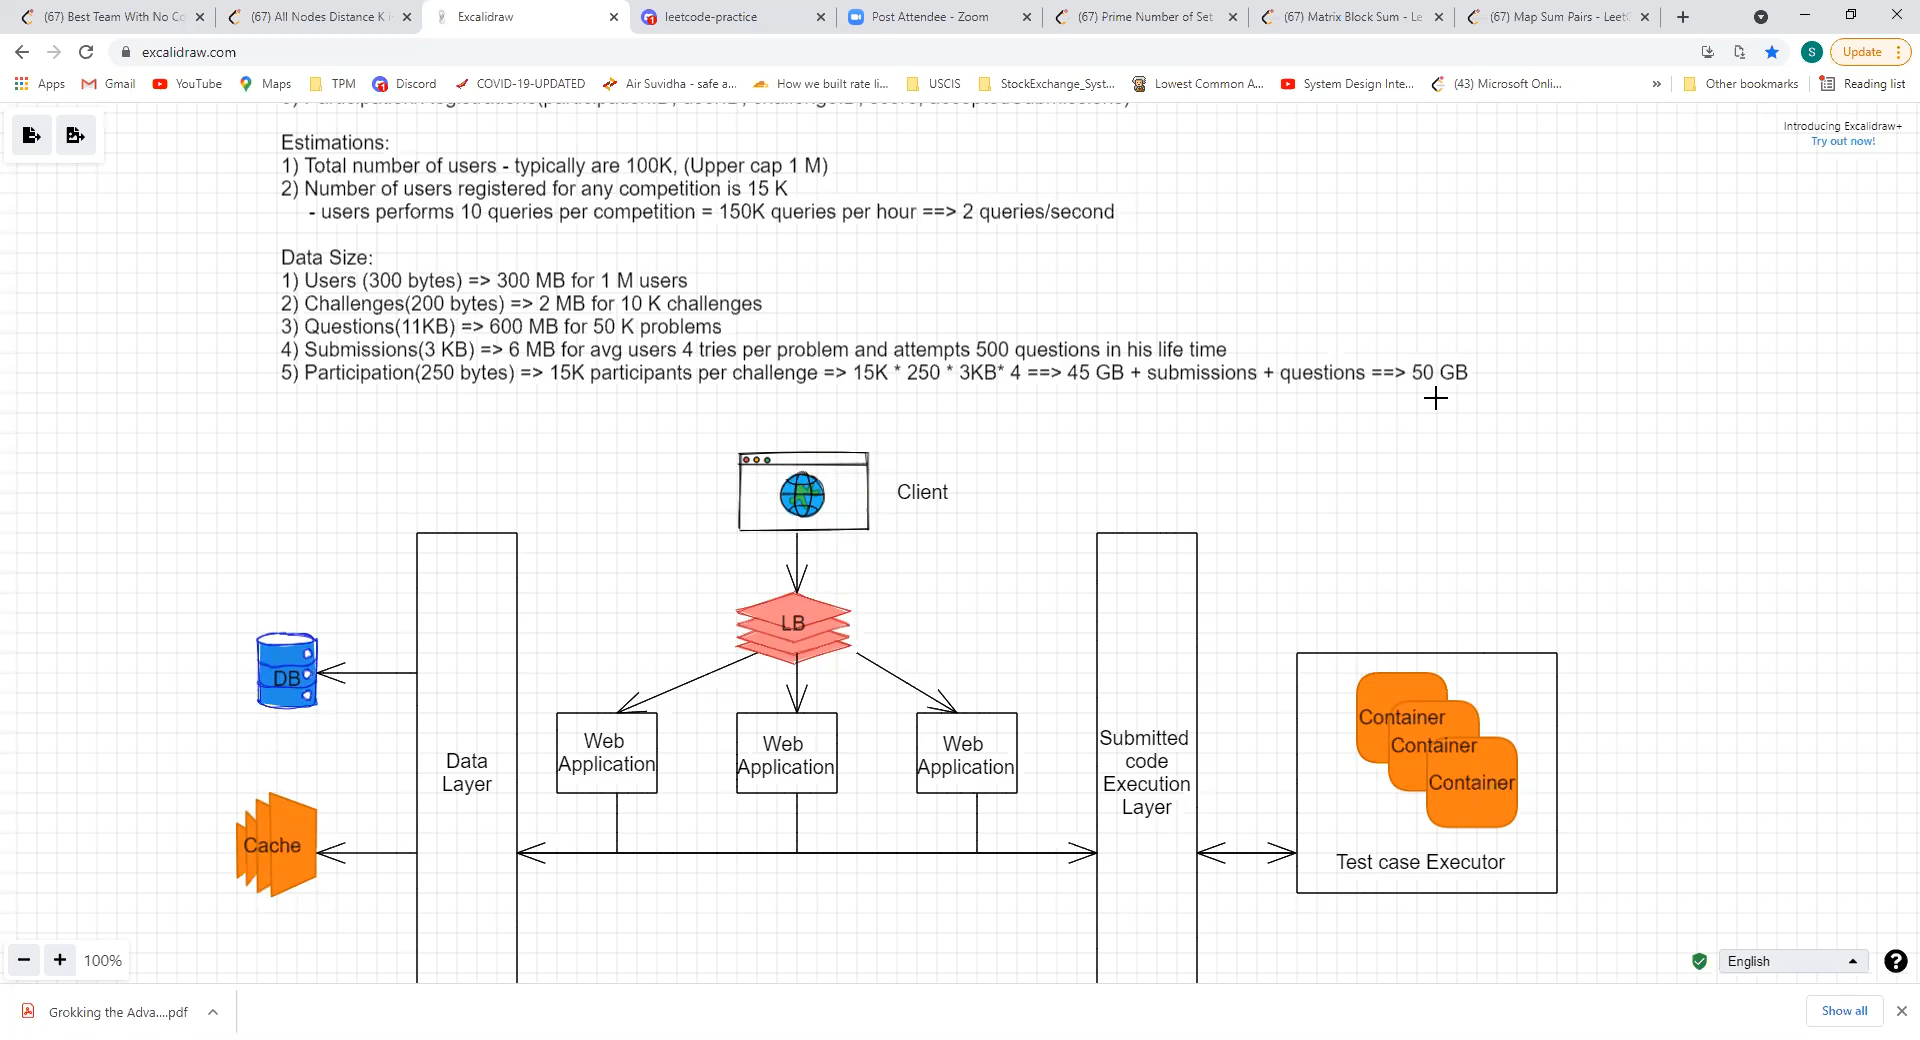 (67) Best Team With No Co
(67) All Nodes Distance K i
Excalidraw
leetcode-practice
Post Attendee - Zoom
(67) Prime Number of Set
(67) Matrix Block Sum - Le
(67) Map Sum Pairs - Leet
excalidraw.com
S
Update
Apps
Gmail
YouTube
Maps
TPM
Discord
COVID-19-UPDATED
Air Suvidha - safe a...
How we built rate li...
USCIS
StockExchange_Syst...
Lowest Common A...
System Design Inte...
(43) Microsoft Onli...
»
Other bookmarks
Reading list
Introducing Excalidraw+
Try out now!
Estimations:
1) Total number of users - typically are 100K, (Upper cap 1 M)
2) Number of users registered for any competition is 15 K
- users performs 10 queries per competition = 150K queries per hour ==> 2 queries/second
Data Size:
1) Users (300 bytes) => 300 MB for 1 M users
2) Challenges(200 bytes) => 2 MB for 10 K challenges
3) Questions(11KB) => 600 MB for 50 K problems
4) Submissions(3 KB) => 6 MB for avg users 4 tries per problem and attempts 500 questions in his life time
5) Participation(250 bytes) => 15K participants per challenge => 15K * 250 * 3KB* 4 ==> 45 GB + submissions + questions ==> 50 GB
Client
LB
DB
Data
Layer
Cache
Web
Application
Web
Application
Web
Application
Submitted
code
Execution
Layer
Container
Container
Container
Test case Executor
100%
English
Grokking the Adva....pdf
Show all